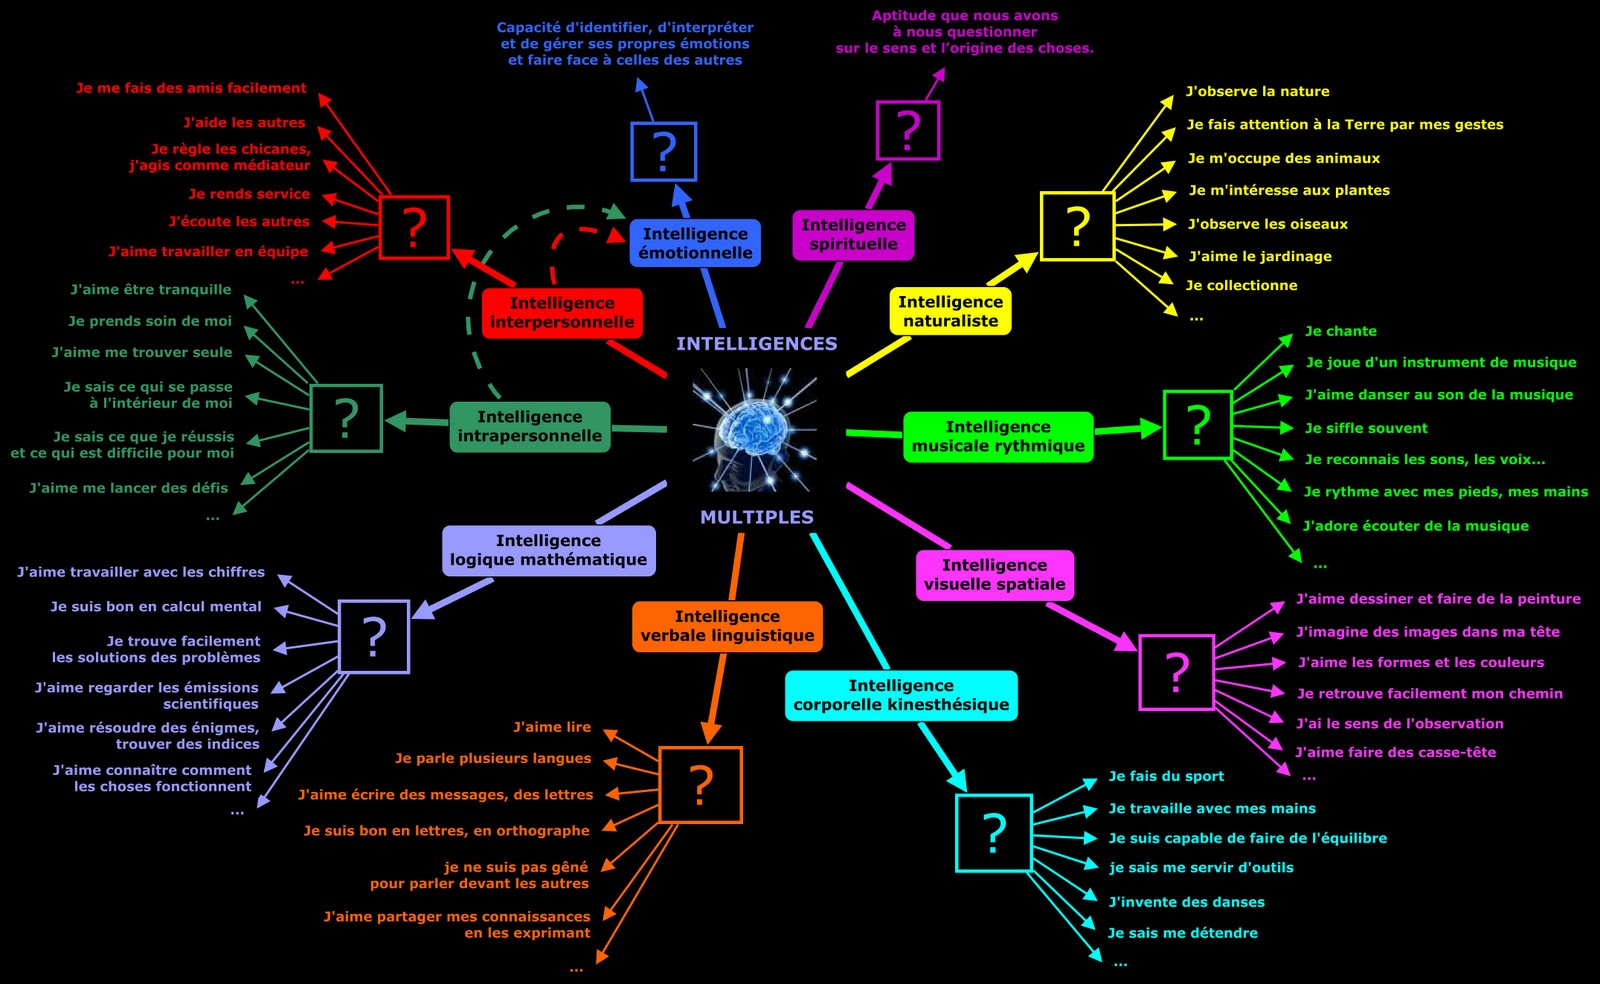 Capacité d'identifier, d'interpréter
et de gérer ses propres émotions
et faire face à celles des autres
?
Intelligence
émotionnelle
Aptitude que nous avons
à nous questionner
sur le sens et l’origine des choses.
?
Intelligence
spirituelle
Je me fais des amis facilement
J'aide les autres
Je règle les chicanes,
j'agis comme médiateur
Je rends service
J'écoute les autres
J'aime travailler en équipe
...
?
Intelligence
interpersonnelle
J'observe la nature
Je fais attention à la Terre par mes gestes
Je m'occupe des animaux
Je m'intéresse aux plantes
J'observe les oiseaux
J'aime le jardinage
Je collectionne
...
?
Intelligence
naturaliste
INTELLIGENCES
MULTIPLES
J'aime être tranquille
Je prends soin de moi
J'aime me trouver seule
Je sais ce qui se passe
à l'intérieur de moi
Je sais ce que je réussis
et ce qui est difficile pour moi
J'aime me lancer des défis
...
?
Intelligence
intrapersonnelle
Je chante
Je joue d'un instrument de musique
J'aime danser au son de la musique
Je siffle souvent
Je reconnais les sons, les voix...
Je rythme avec mes pieds, mes mains
J'adore écouter de la musique
...
?
Intelligence
musicale rythmique
Intelligence
logique mathématique
?
J'aime travailler avec les chiffres
Je suis bon en calcul mental
Je trouve facilement
les solutions des problèmes
J'aime regarder les émissions
scientifiques
J'aime résoudre des énigmes,
trouver des indices
J'aime connaître comment
les choses fonctionnent
...
Intelligence
visuelle spatiale
?
J'aime dessiner et faire de la peinture
J'imagine des images dans ma tête
J'aime les formes et les couleurs
Je retrouve facilement mon chemin
J'ai le sens de l'observation
J'aime faire des casse-tête
...
Intelligence
verbale linguistique
?
J'aime lire
Je parle plusieurs langues
J'aime écrire des messages, des lettres
Je suis bon en lettres, en orthographe
je ne suis pas gêné
pour parler devant les autres
J'aime partager mes connaissances
en les exprimant
...
Intelligence
corporelle kinesthésique
?
Je fais du sport
Je travaille avec mes mains
Je suis capable de faire de l'équilibre
je sais me servir d'outils
J'invente des danses
Je sais me détendre
...